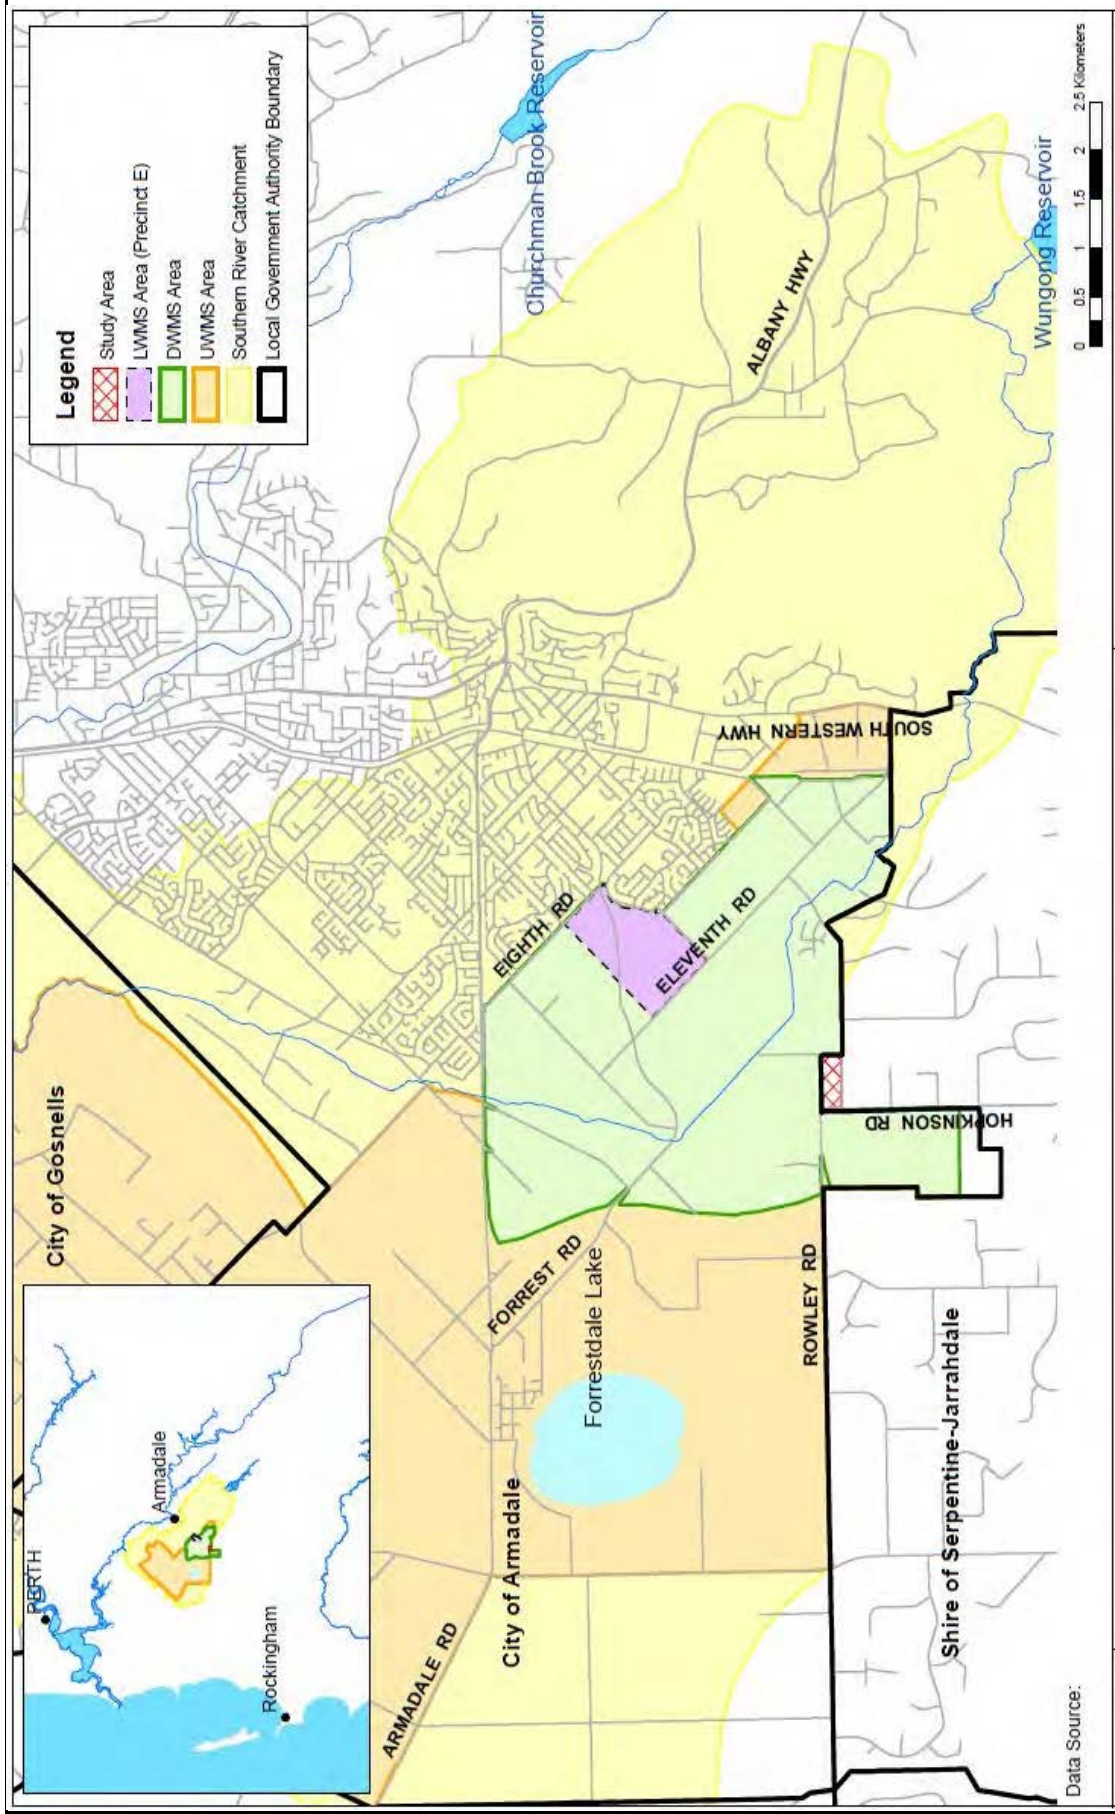 Legend
Study Area
LWMS Area (Precinct E)
DWMS Area
UWMS Area
Southern River Catchment
Local Government Authority Boundary
Churchman Brook Reservoir
Wungong Reservoir
0 0.5 1 1.5 2 2.5 Kilometers
ALBANY HWY
SOUTH WESTERN HWY
EIGHTH RD
ELEVENTH RD
HOPKINSON RD
City of Gosnells
FORREST RD
Forrestdale Lake
ROWLEY RD
City of Armadale
Shire of Serpentine-Jarrahdale
ARMADALE RD
PERTH
Armadale
Rockingham
Data Source: